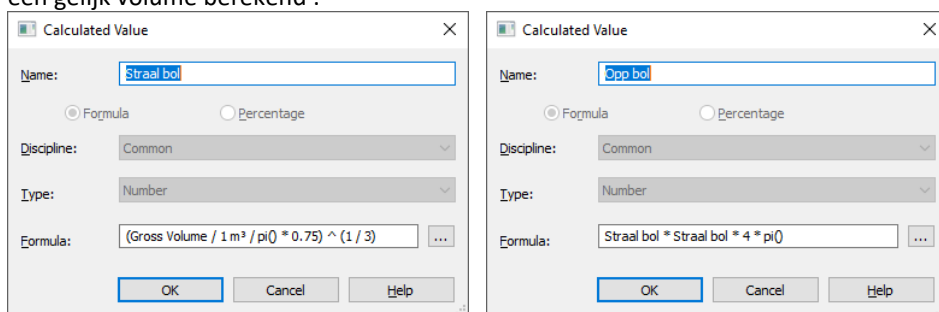 een gelijk volume berekend :
Calculated Value
Name: Straal bol
Formula Percentage
Discipline: Common
Type: Number
Formula: (Gross Volume / 1 m³ / pi() * 0.75) ^ (1 / 3) ...
OK Cancel Help
Calculated Value
Name: Opp bol
Formula Percentage
Discipline: Common
Type: Number
Formula: Straal bol * Straal bol * 4 * pi() ...
OK Cancel Help